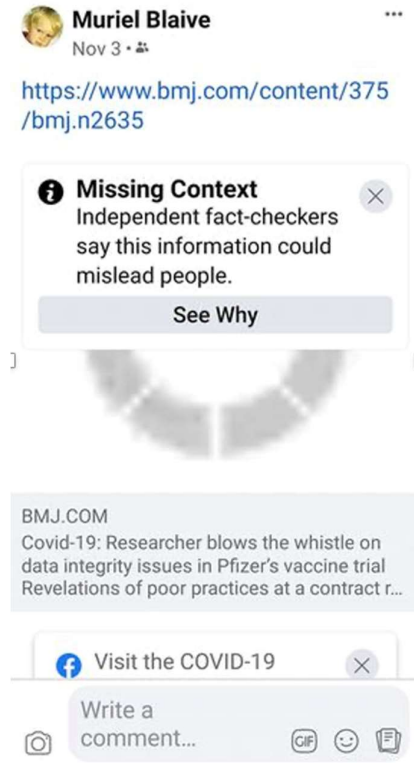 Muriel Blaive
Nov 3 ·
https://www.bmj.com/content/375
/bmj.n2635
Missing Context
Independent fact-checkers
say this information could
mislead people.
See Why
BMJ.COM
Covid-19: Researcher blows the whistle on
data integrity issues in Pfizer's vaccine trial
Revelations of poor practices at a contract r...
Visit the COVID-19
Write a
comment...
GIF